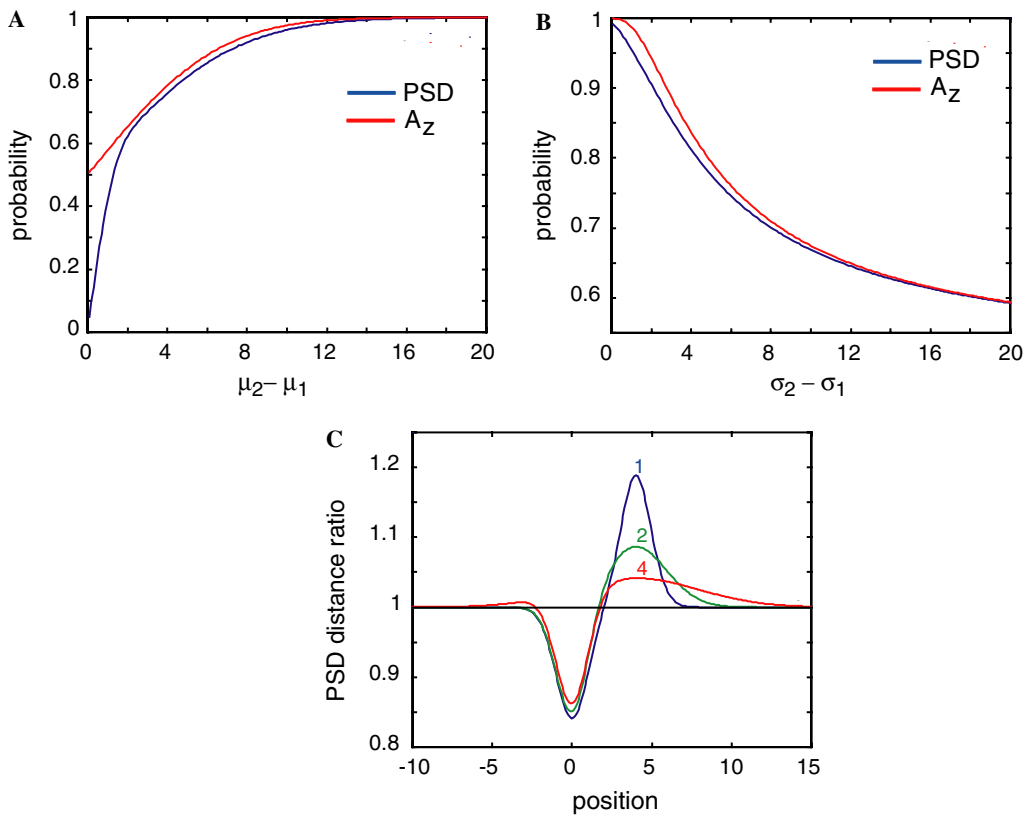 A
B
1
0.8
0.6
0.4
0.2
0
probability
PSD
A_z
0 4 8 12 16 20
μ₂− μ₁
1
0.9
0.8
0.7
0.6
probability
PSD
A_z
0 4 8 12 16 20
σ₂ − σ₁
C
1.2
1.1
1
0.9
0.8
PSD distance ratio
1
2
4
-10 -5 0 5 10 15
position